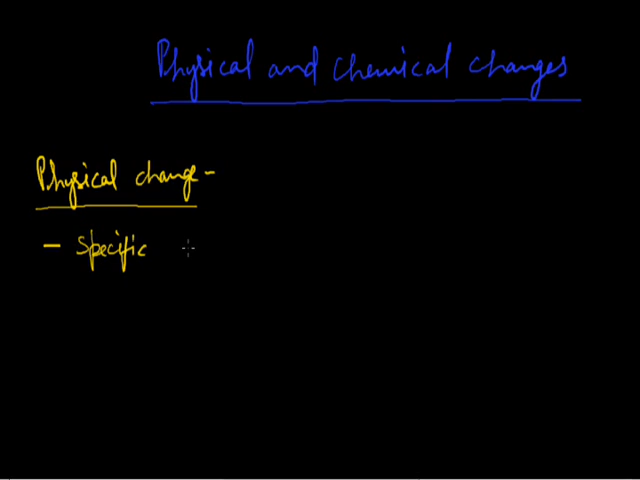 Physical and chemical changes
Physical change-
- Specific